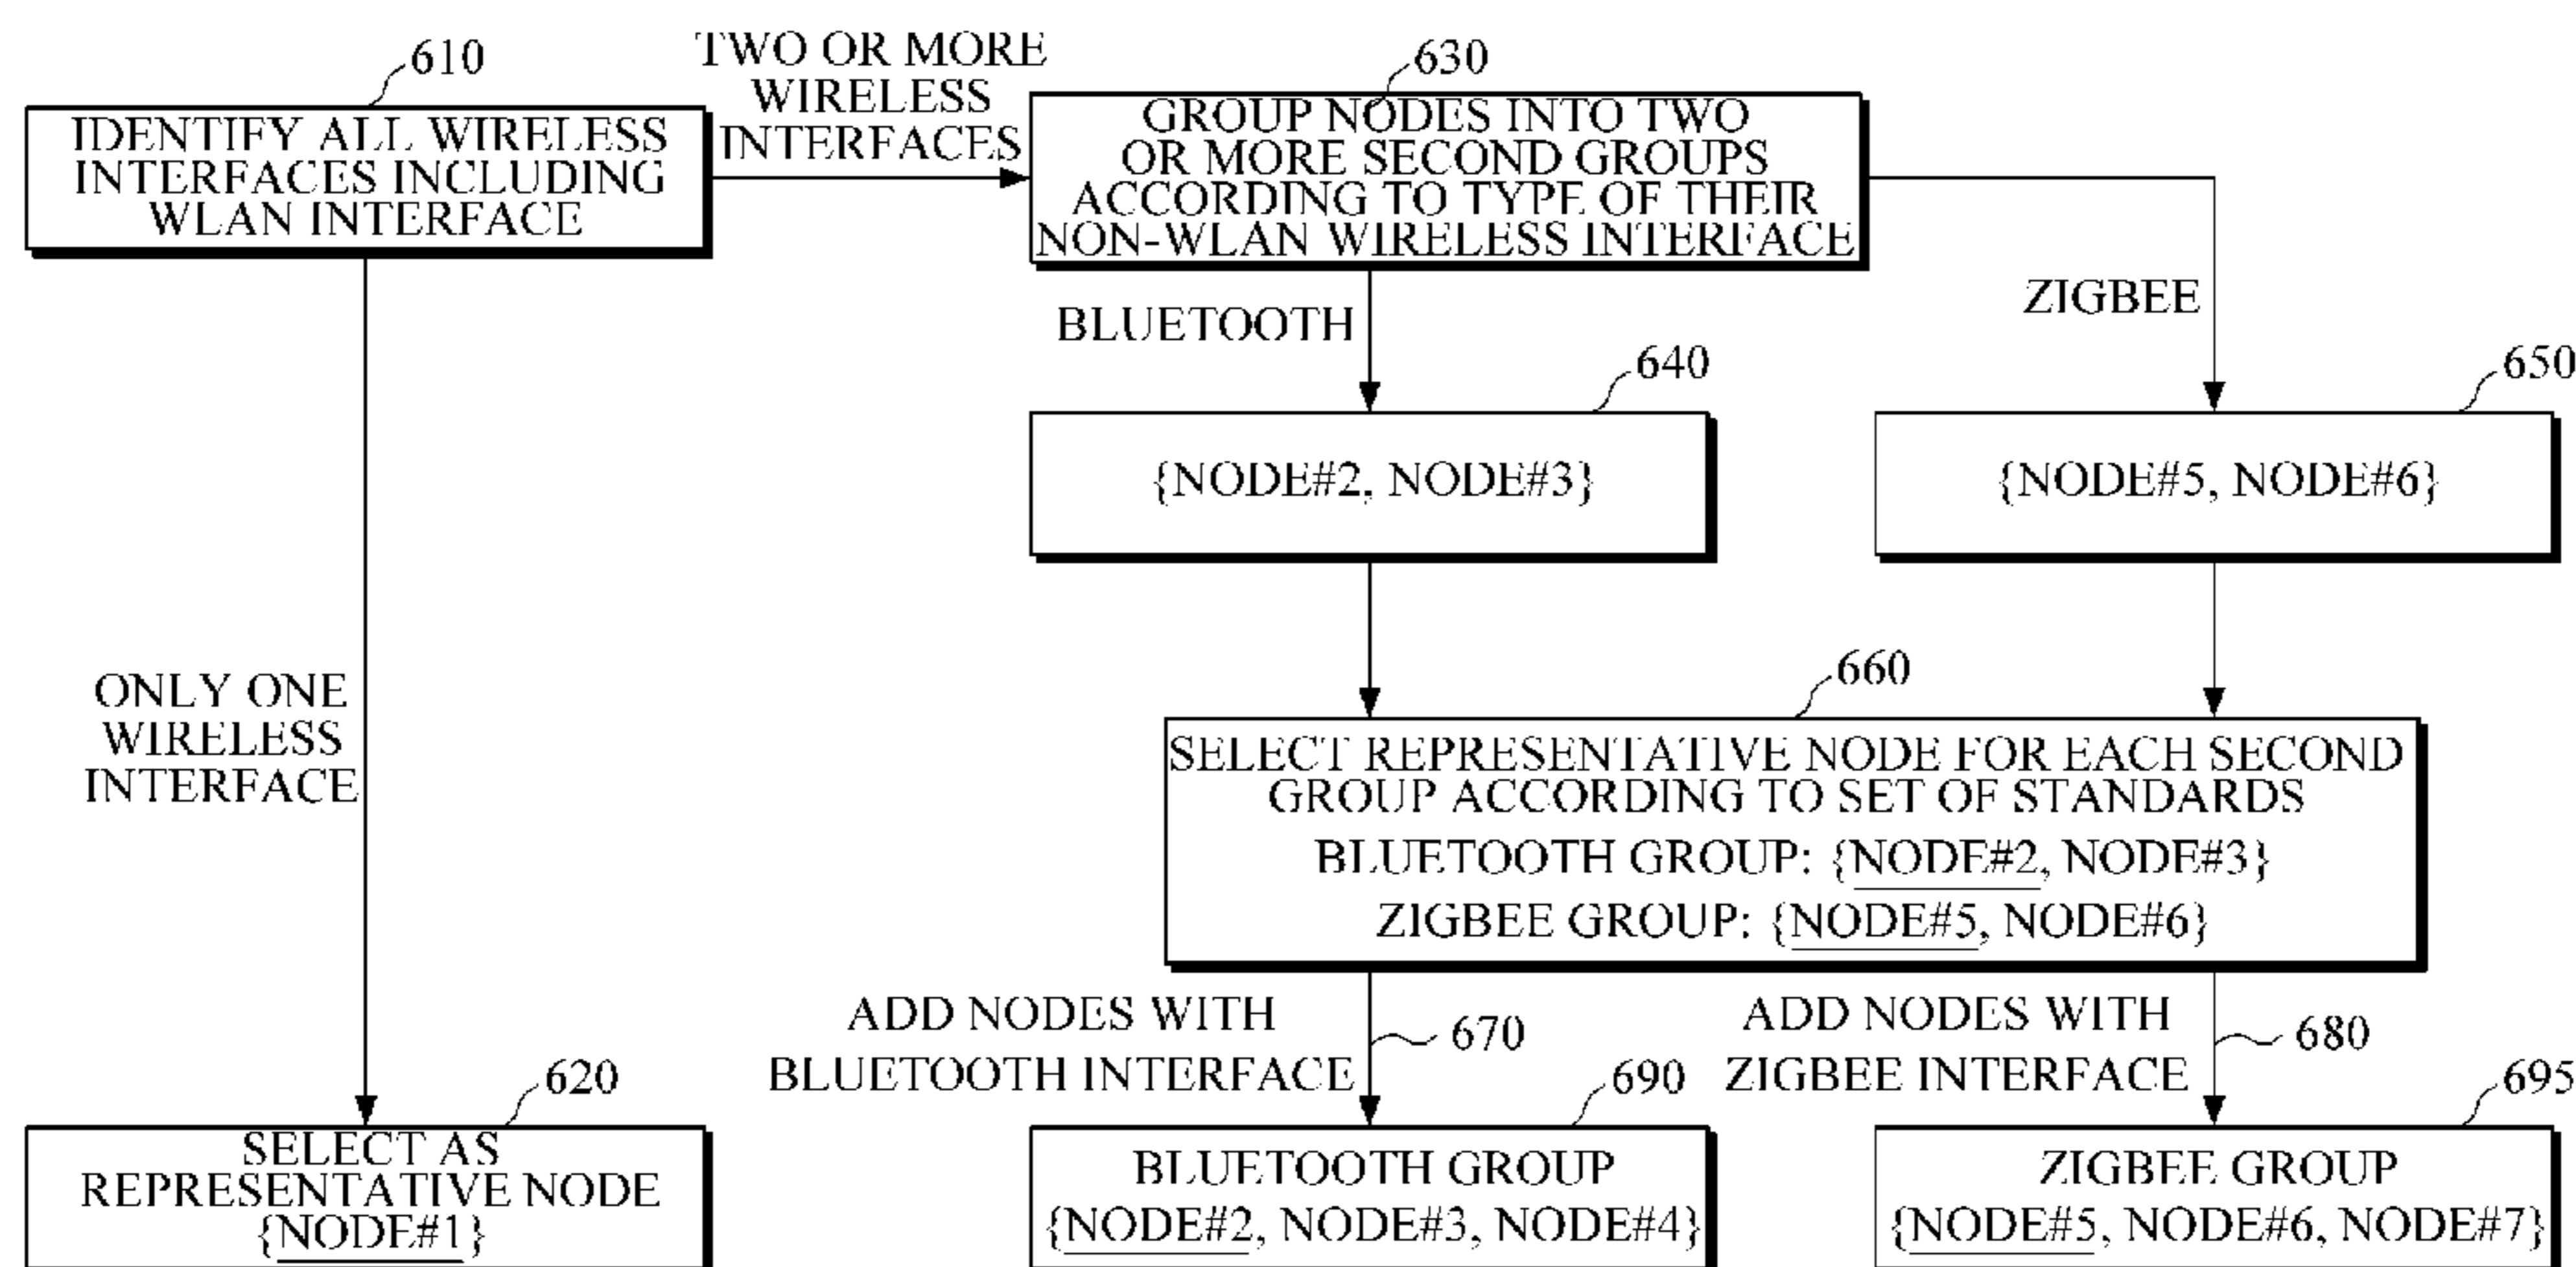 610
TWO OR MORE
WIRELESS
INTERFACES
630
IDENTIFY ALL WIRELESS
INTERFACES INCLUDING
WLAN INTERFACE
GROUP NODES INTO TWO
OR MORE SECOND GROUPS
ACCORDING TO TYPE OF THEIR
NON-WLAN WIRELESS INTERFACE
BLUETOOTH
ZIGBEE
640
650
{NODE#2, NODE#3}
{NODE#5, NODE#6}
ONLY ONE
WIRELESS
INTERFACE
660
SELECT REPRESENTATIVE NODE FOR EACH SECOND
GROUP ACCORDING TO SET OF STANDARDS
BLUETOOTH GROUP: {NODE#2, NODE#3}
ZIGBEE GROUP: {NODE#5, NODE#6}
ADD NODES WITH
BLUETOOTH INTERFACE
670
ADD NODES WITH
ZIGBEE INTERFACE
680
620
SELECT AS
REPRESENTATIVE NODE
{NODE#1}
690
BLUETOOTH GROUP
{NODE#2, NODE#3, NODE#4}
695
ZIGBEE GROUP
{NODE#5, NODE#6, NODE#7}